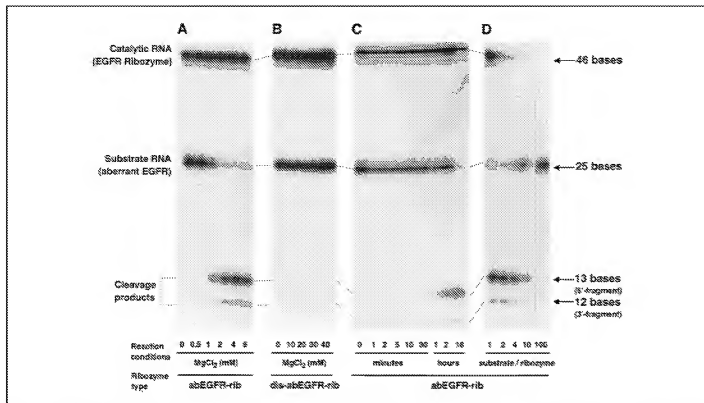 A B C D
Catalytic RNA
(EGFR Ribozyme)
46 bases
Substrate RNA
(aberrant EGFR)
25 bases
Cleavage
products
13 bases
(5'-fragment)
12 bases
(3'-fragment)
Reaction
conditions
0 0.5 1 2 4 6
0 10 20 30 40
0 1 2 5 10 30 1 2 16
1 2 4 10 100
MgCl2 (mM)
MgCl2 (mM)
minutes
hours
substrate / ribozyme
Ribozyme
type
abEGFR-rib
dis-abEGFR-rib
abEGFR-rib